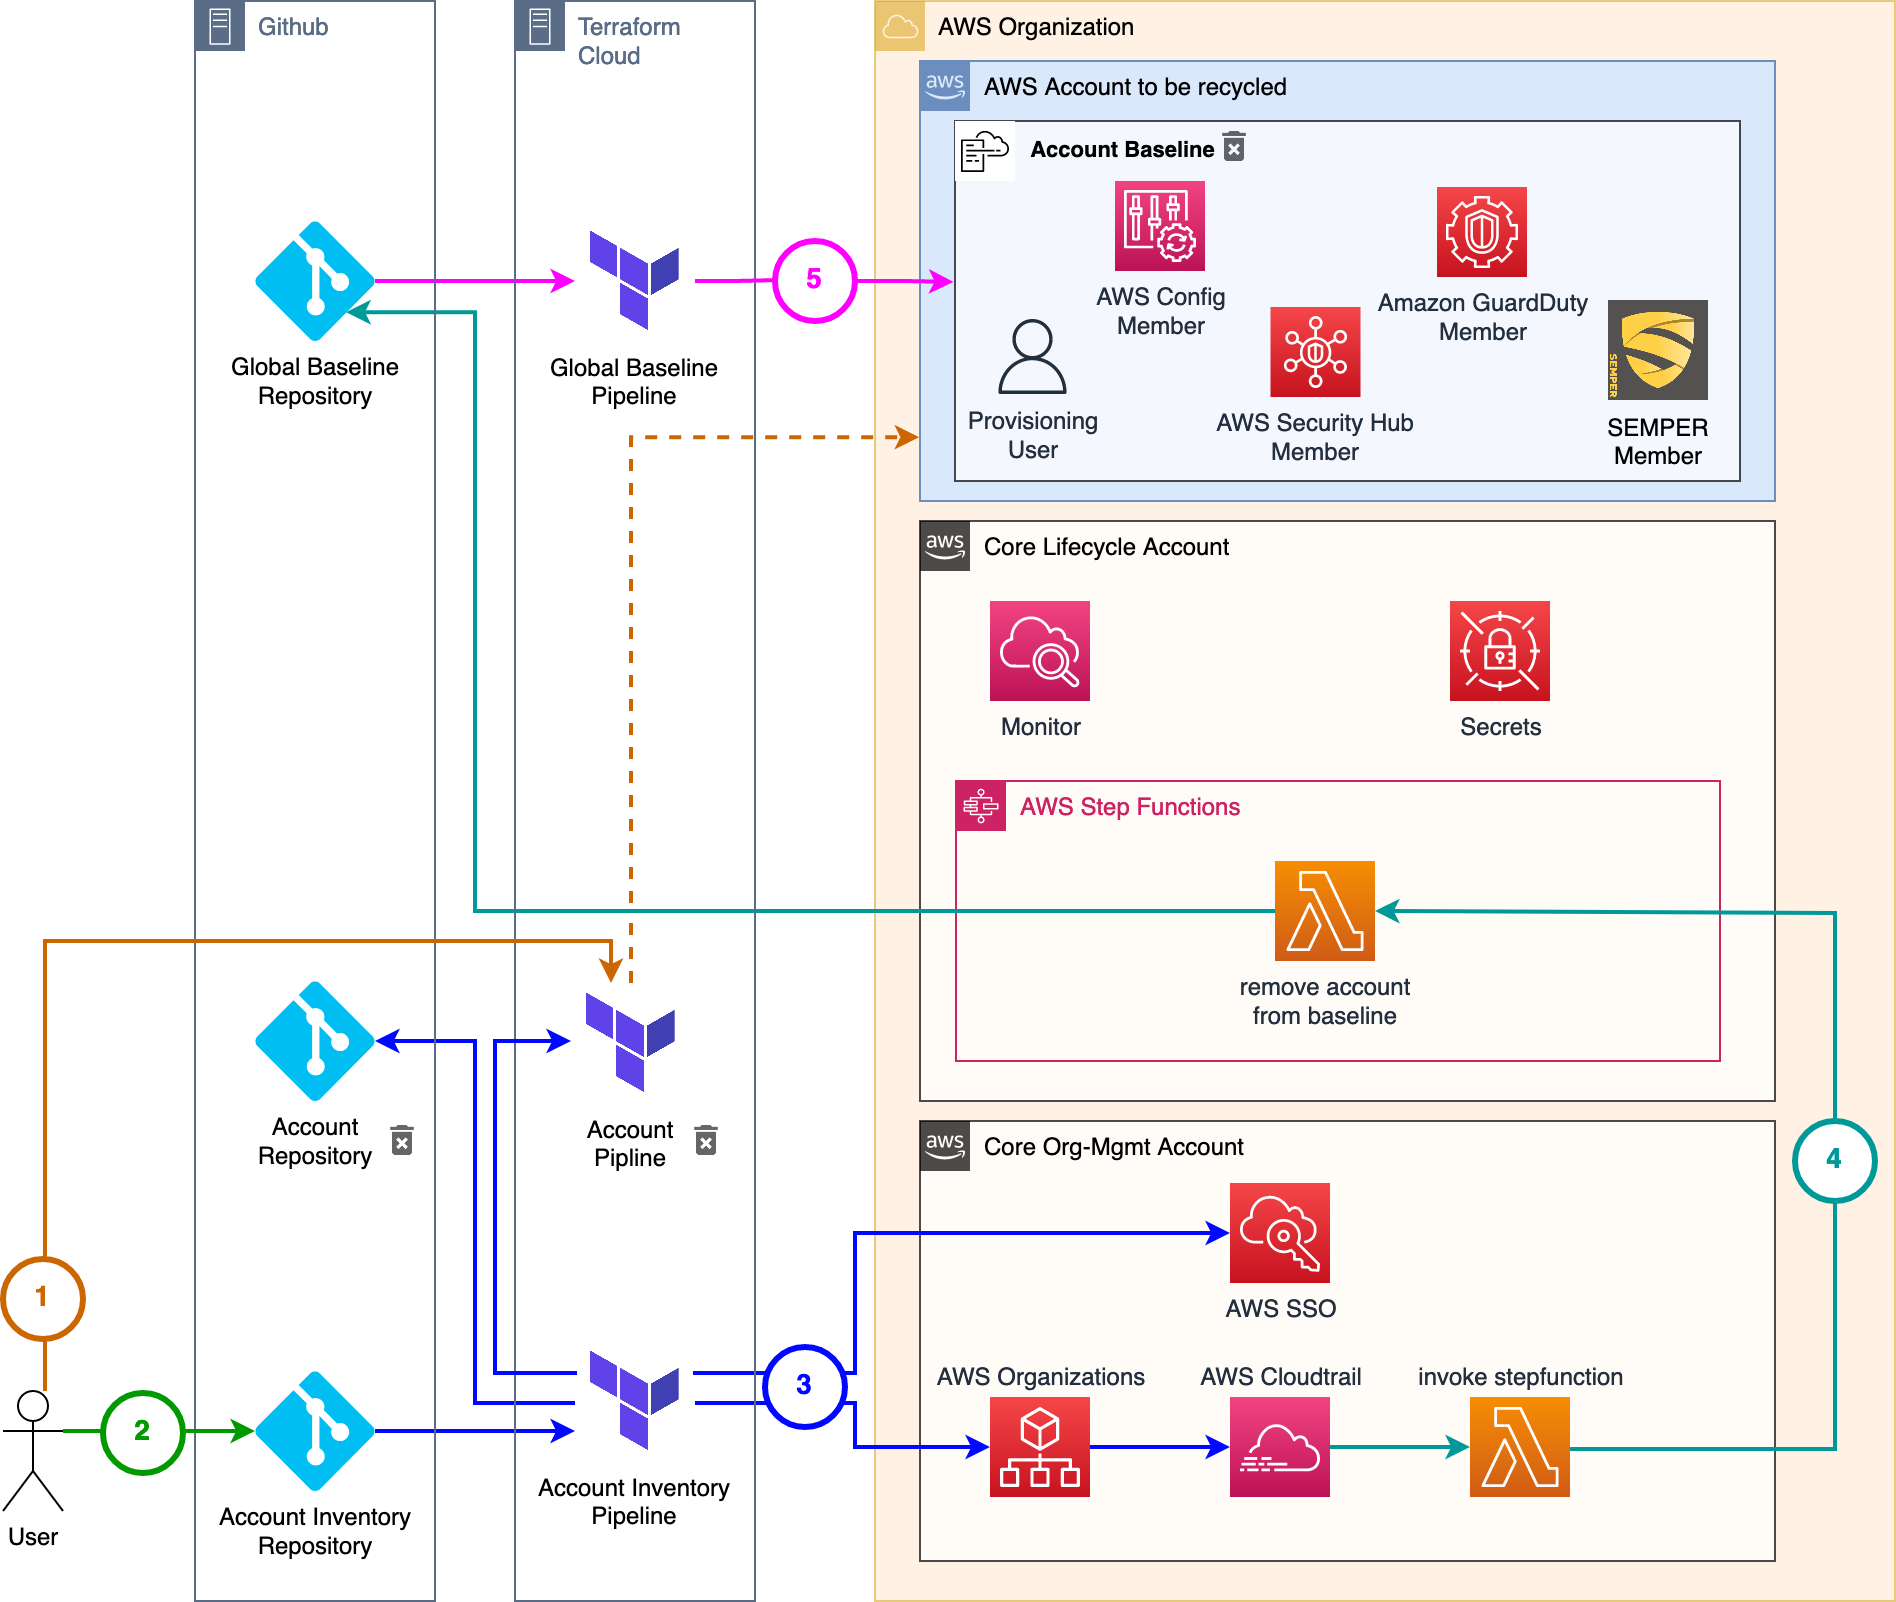 Github
Terraform
Cloud
AWS Organization
aws
AWS Account to be recycled
Account Baseline
AWS Config
Member
Amazon GuardDuty
Member
Provisioning
User
AWS Security Hub
Member
SEMPER
SEMPER
Member
Global Baseline
Repository
Global Baseline
Pipeline
5
aws
Core Lifecycle Account
Monitor
Secrets
AWS Step Functions
remove account
from baseline
Account
Repository
Account
Pipline
aws
Core Org-Mgmt Account
4
AWS SSO
1
3
AWS Organizations
AWS Cloudtrail
invoke stepfunction
2
User
Account Inventory
Repository
Account Inventory
Pipeline